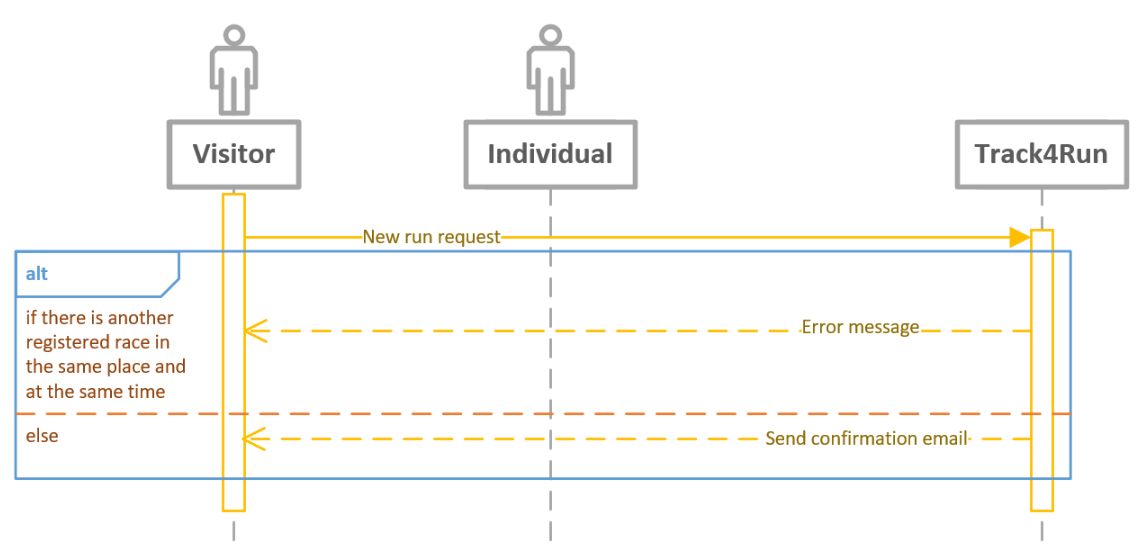 Visitor
Individual
Track4Run
New run request
alt
if there is another
registered race in
the same place and
at the same time
Error message
else
Send confirmation email